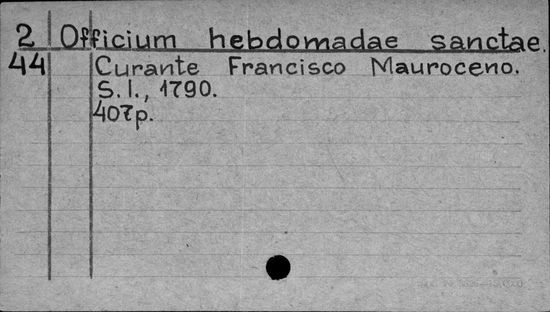 2 Officium hebdomadae sanctae.
44 Curante Francisco Mauroceno.
S. l., 1790.
407p.